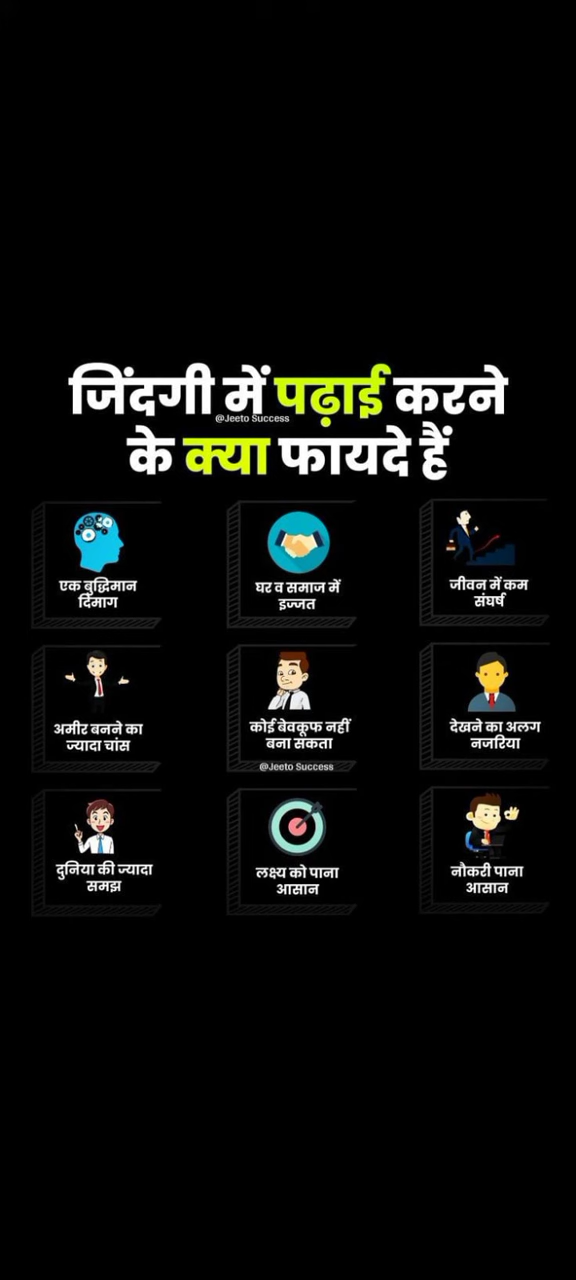 जिंदगी में पढ़ाई करने
@Jeeto Success
के क्या फायदे हैं
एक बुद्धिमान
दिमाग
घर व समाज में
इज्जत
जीवन में कम
संघर्ष
अमीर बनने का
ज्यादा चांस
कोई बेवकूफ नहीं
बना सकता
@Jeeto Success
देखने का अलग
नजरिया
दुनिया की ज्यादा
समझ
लक्ष्य को पाना
आसान
नौकरी पाना
आसान